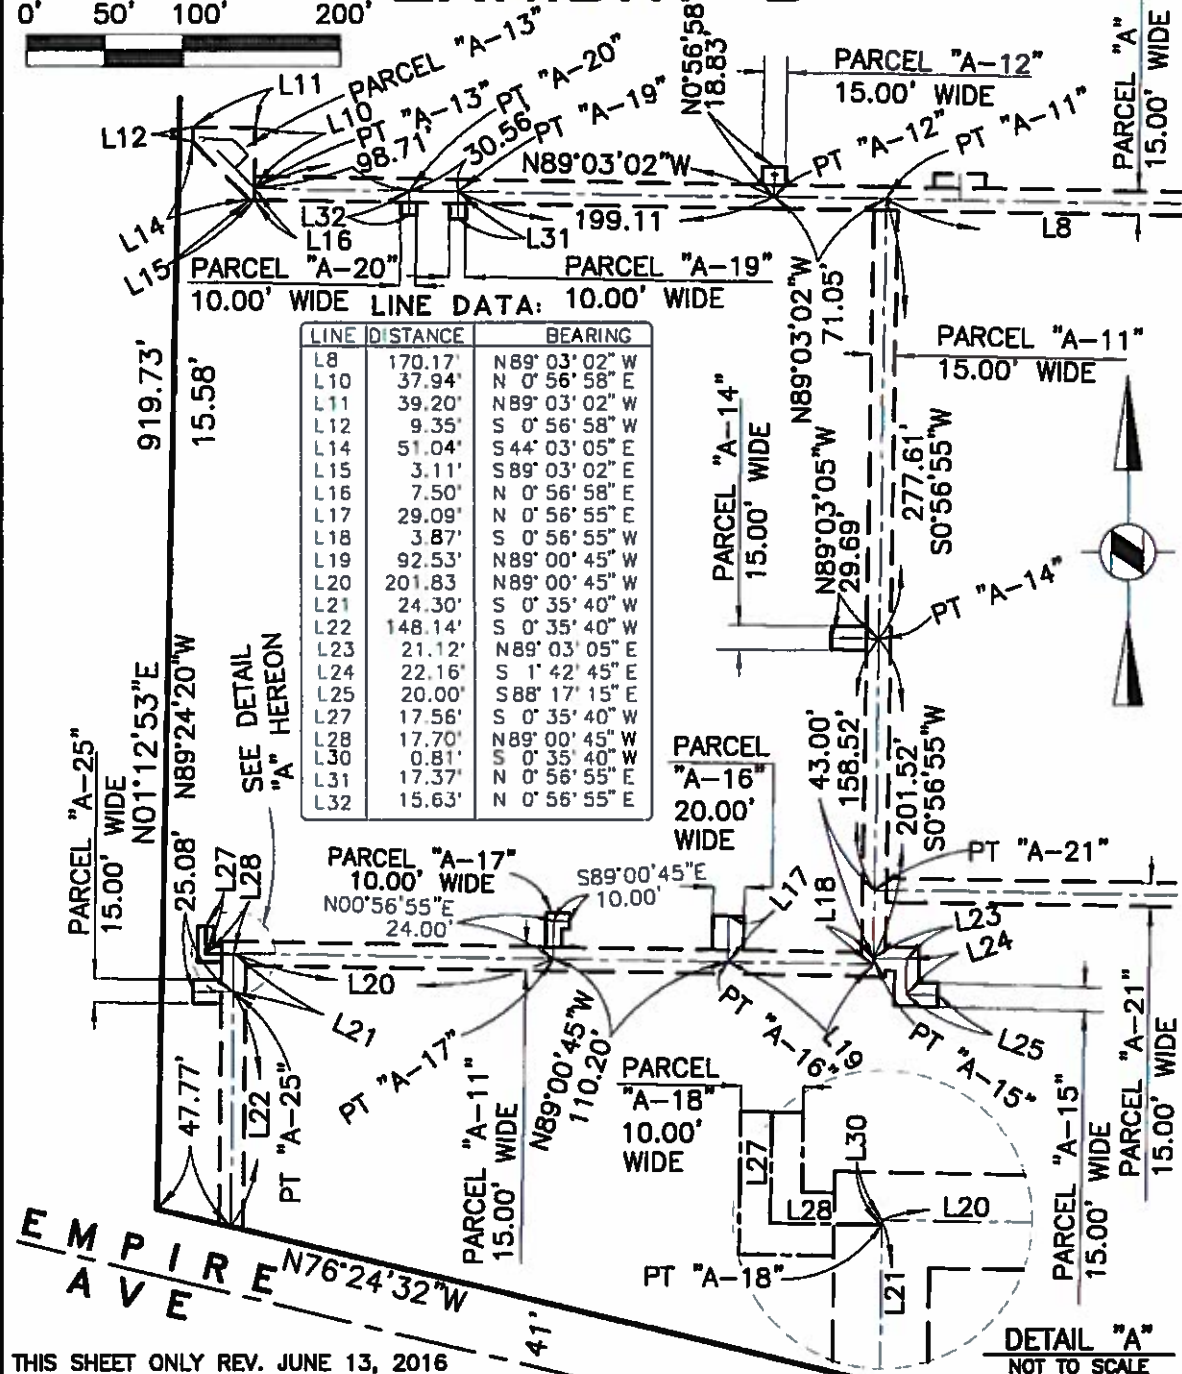 0' 50' 100' 200'
L11
PARCEL "A-13"
L10
PT "A-13"
98.71'
PT "A-20"
30.56'
PT "A-19"
L12
N89°03'02"W
N0°56'58"
18.83'
PARCEL "A-12"
15.00' WIDE
PT "A-12"
PT "A-11"
PARCEL "A"
15.00' WIDE
L14
L15
L16
L32
L31
199.11
L8
PARCEL "A-20"
10.00' WIDE
PARCEL "A-19"
10.00' WIDE
LINE DATA:
LINE DISTANCE BEARING
L8 170.17' N89°03'02"W
L10 37.94' N 0°56'58"E
L11 39.20' N89°03'02"W
L12 9.35' S 0°56'58"W
L14 51.04' S44°03'05"E
L15 3.11' S89°03'02"E
L16 7.50' N 0°56'58"E
L17 29.09' N 0°56'55"E
L18 3.87' S 0°56'55"W
L19 92.53' N89°00'45"W
L20 201.83 N89°00'45"W
L21 24.30' S 0°35'40"W
L22 148.14' S 0°35'40"W
L23 21.12' N89°03'05"E
L24 22.16' S 1°42'45"E
L25 20.00' S88°17'15"E
L27 17.56' S 0°35'40"W
L28 17.70' N89°00'45"W
L30 0.81' S 0°35'40"W
L31 17.37' N 0°56'55"E
L32 15.63' N 0°56'55"E
N89°03'02"W
71.05'
PARCEL "A-11"
15.00' WIDE
277.61'
S0°56'55"W
PARCEL "A-14"
15.00' WIDE
N89°03'05"W
29.69'
PT "A-14"
919.73'
N01°12'53"E
15.58'
N89°24'20"W
25.08'
SEE DETAIL
"A" HEREON
PARCEL "A-25"
15.00' WIDE
L27
L28
PARCEL "A-17"
10.00' WIDE
N00°56'55"E
24.00'
S89°00'45"E
10.00'
PARCEL
"A-16"
20.00'
WIDE
43.00'
158.52'
201.52'
S0°56'55"W
PT "A-21"
L17
L18
L23
L24
L20
L21
L25
L19
PT "A-17"
N89°00'45"W
110.20'
PT "A-16"
PT "A-15"
PARCEL "A-21"
15.00' WIDE
PARCEL "A-15"
15.00' WIDE
47.77'
L22
PT "A-25"
PARCEL "A-11"
15.00' WIDE
PARCEL
"A-18"
10.00'
WIDE
L27
L28
L30
L20
PT "A-18"
L21
EMPIRE
AVE
N76°24'32"W
41'
DETAIL "A"
NOT TO SCALE
THIS SHEET ONLY REV. JUNE 13, 2016